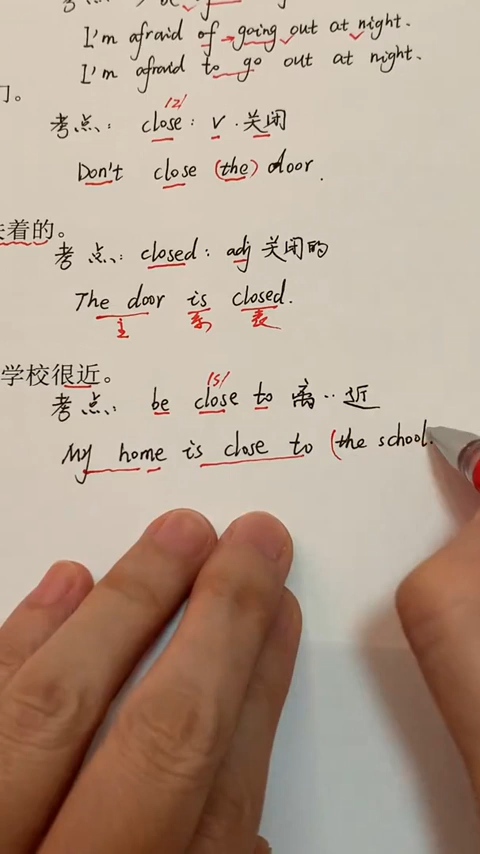 I'm afraid of going out at night.
I'm afraid to go out at night.
门。
/z/
考点: close: v. 关闭
Don't close (the) door.
关着的。
考点: closed: adj 关闭的
The door is closed.
主 系 表
学校很近。
/s/
考点: be close to 离··近
My home is close to (the school.